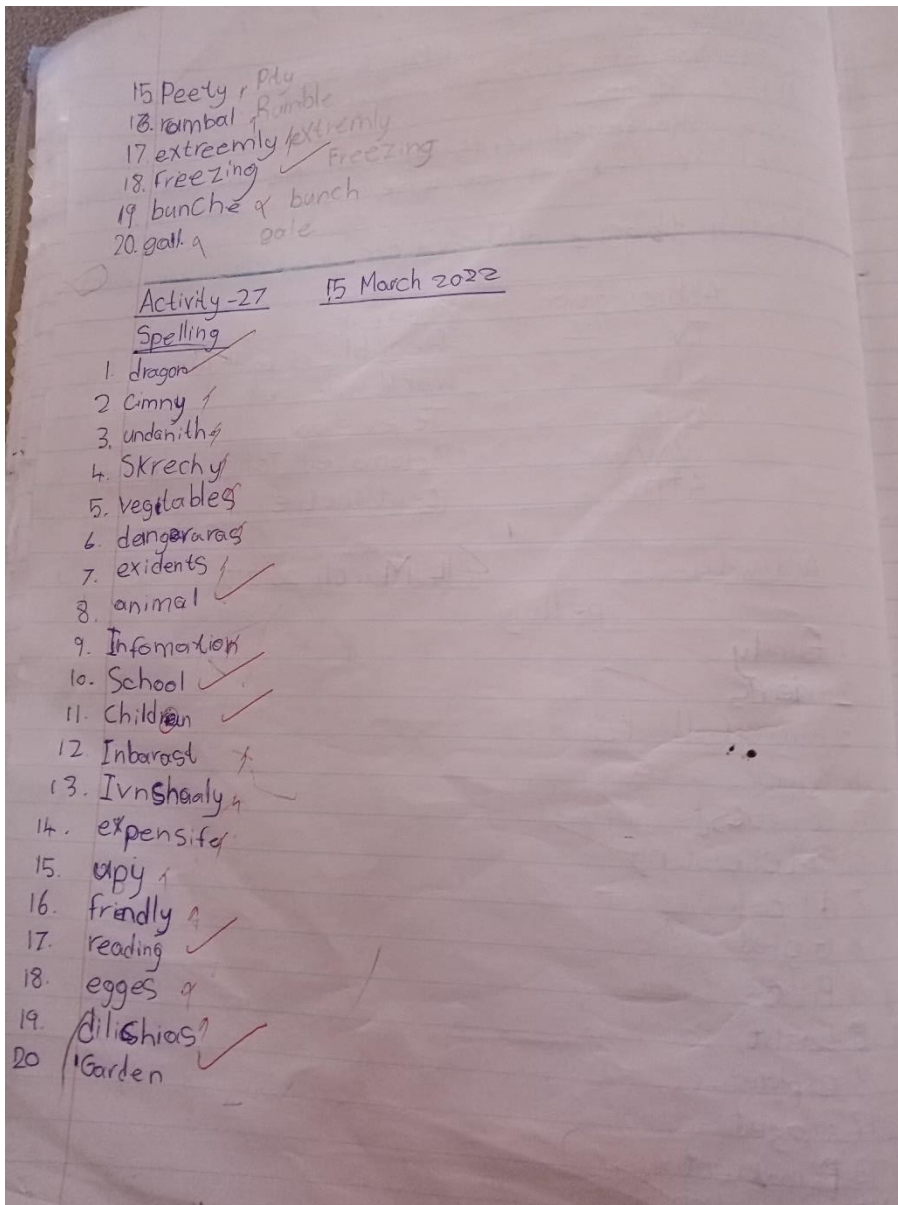 15 Peety, Pity
16. rambal Ramble
17 extreemly extremly
18. Freezing Freezing
19 bunche bunch
20. gall. gale
Activity-27 15 March 2022
Spelling
1. dragon
2 Cimny
3. undanith
4. Skrechy
5. vegitables
6. dangeraras
7. exidents
8. animal
9. Infomation
10. School
11. Children
12 Inbarast
13. Ivnshaaly
14. expensife
15. apy
16. frindly
17. reading
18. egges
19. dilishias
20 Garden